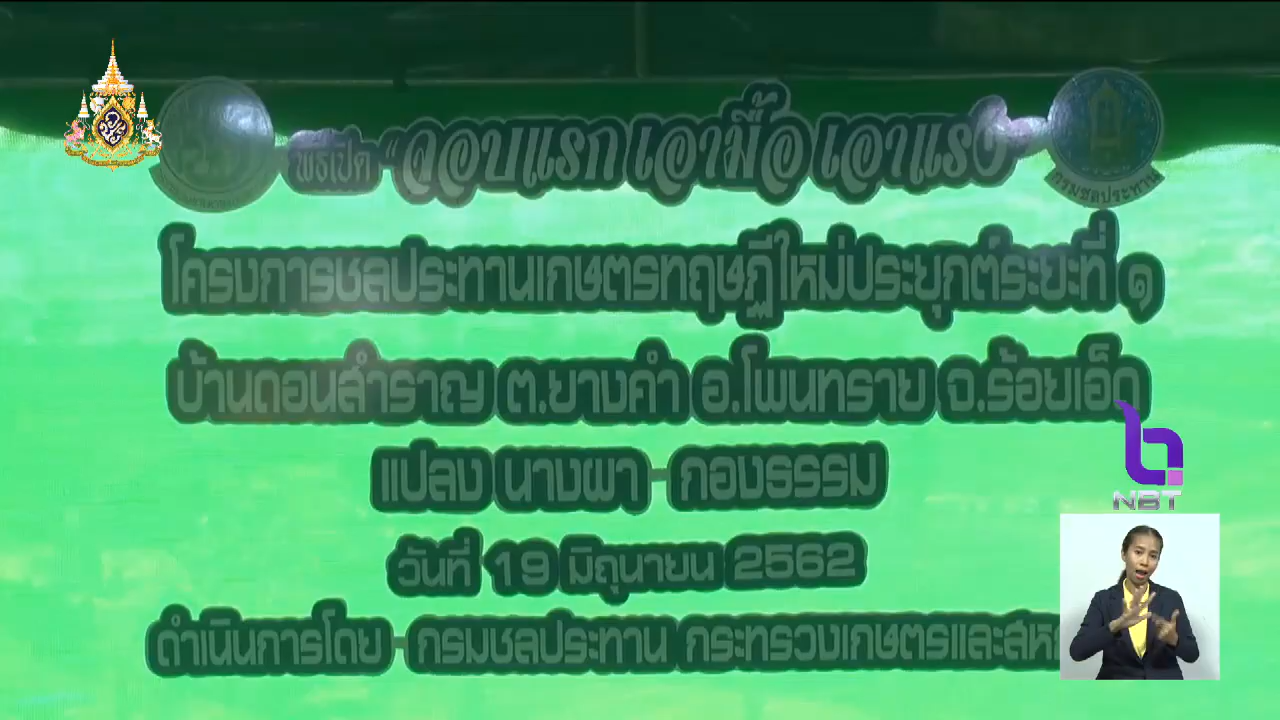 พิธีเปิด "จอบแรก เอามื้อ เอาแรง"
กรมชลประทาน
โครงการชลประทานเกษตรทฤษฎีใหม่ประยุกต์ระยะที่ ๑
บ้านดอนสำราญ ต.ยางคำ อ.โพนทราย จ.ร้อยเอ็ด
แปลง นางผา - กองธรรม
วันที่ 19 มิถุนายน 2562
ดำเนินการโดย - กรมชลประทาน กระทรวงเกษตรและสห
NBT